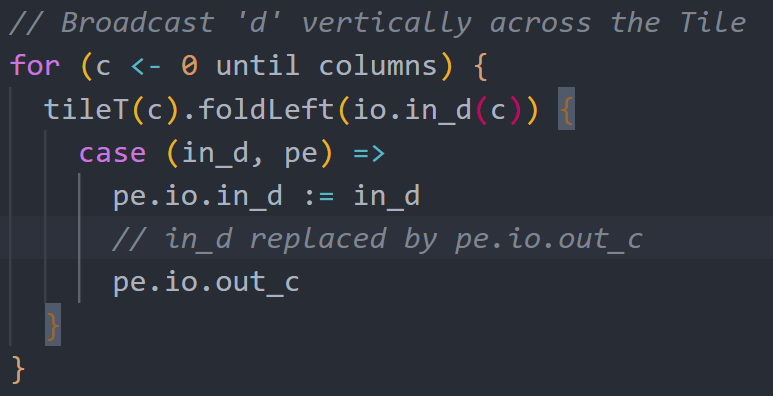 // Broadcast 'd' vertically across the Tile
for (c <- 0 until columns) {
  tileT(c).foldLeft(io.in_d(c)) {
    case (in_d, pe) =>
      pe.io.in_d := in_d
      // in_d replaced by pe.io.out_c
      pe.io.out_c
  }
}